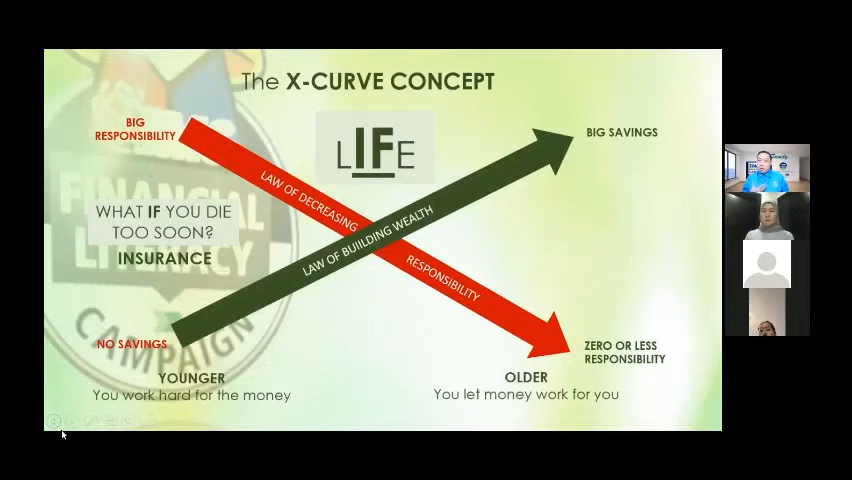 The X-CURVE CONCEPT
BIG
RESPONSIBILITY
LIFE
BIG SAVINGS
LAW OF DECREASING
RESPONSIBILITY
LAW OF BUILDING WEALTH
WHAT IF YOU DIE
TOO SOON?
INSURANCE
FINANCIAL
LITERACY
CAMPAIGN
NO SAVINGS
ZERO OR LESS
RESPONSIBILITY
YOUNGER
You work hard for the money
OLDER
You let money work for you